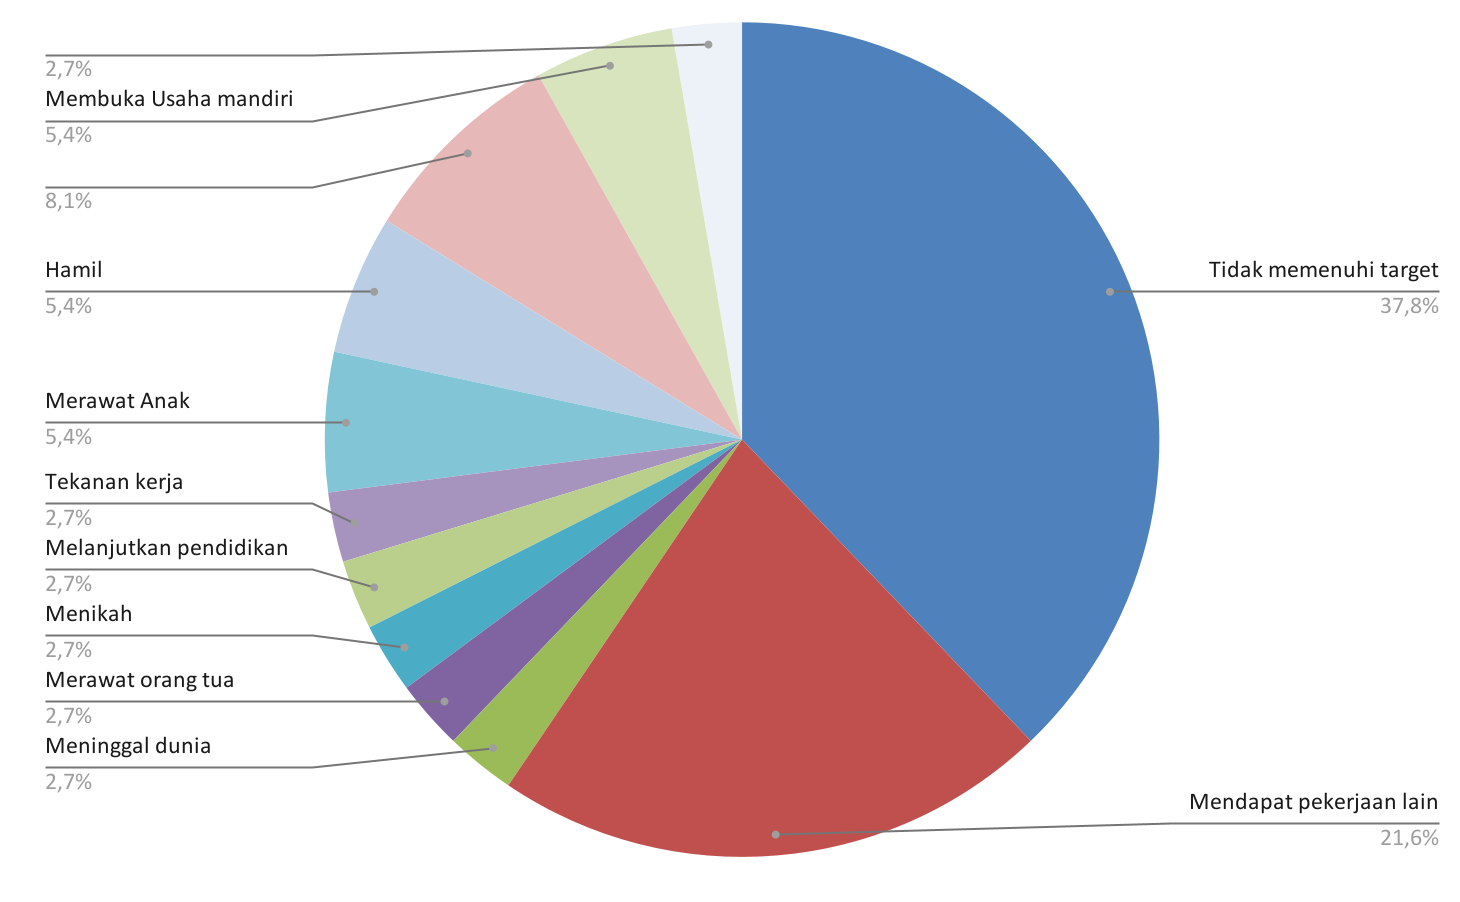 2,7%
Membuka Usaha mandiri
5,4%
8,1%
Hamil
5,4%
Merawat Anak
5,4%
Tekanan kerja
2,7%
Melanjutkan pendidikan
2,7%
Menikah
2,7%
Merawat orang tua
2,7%
Meninggal dunia
2,7%
Tidak memenuhi target
37,8%
Mendapat pekerjaan lain
21,6%